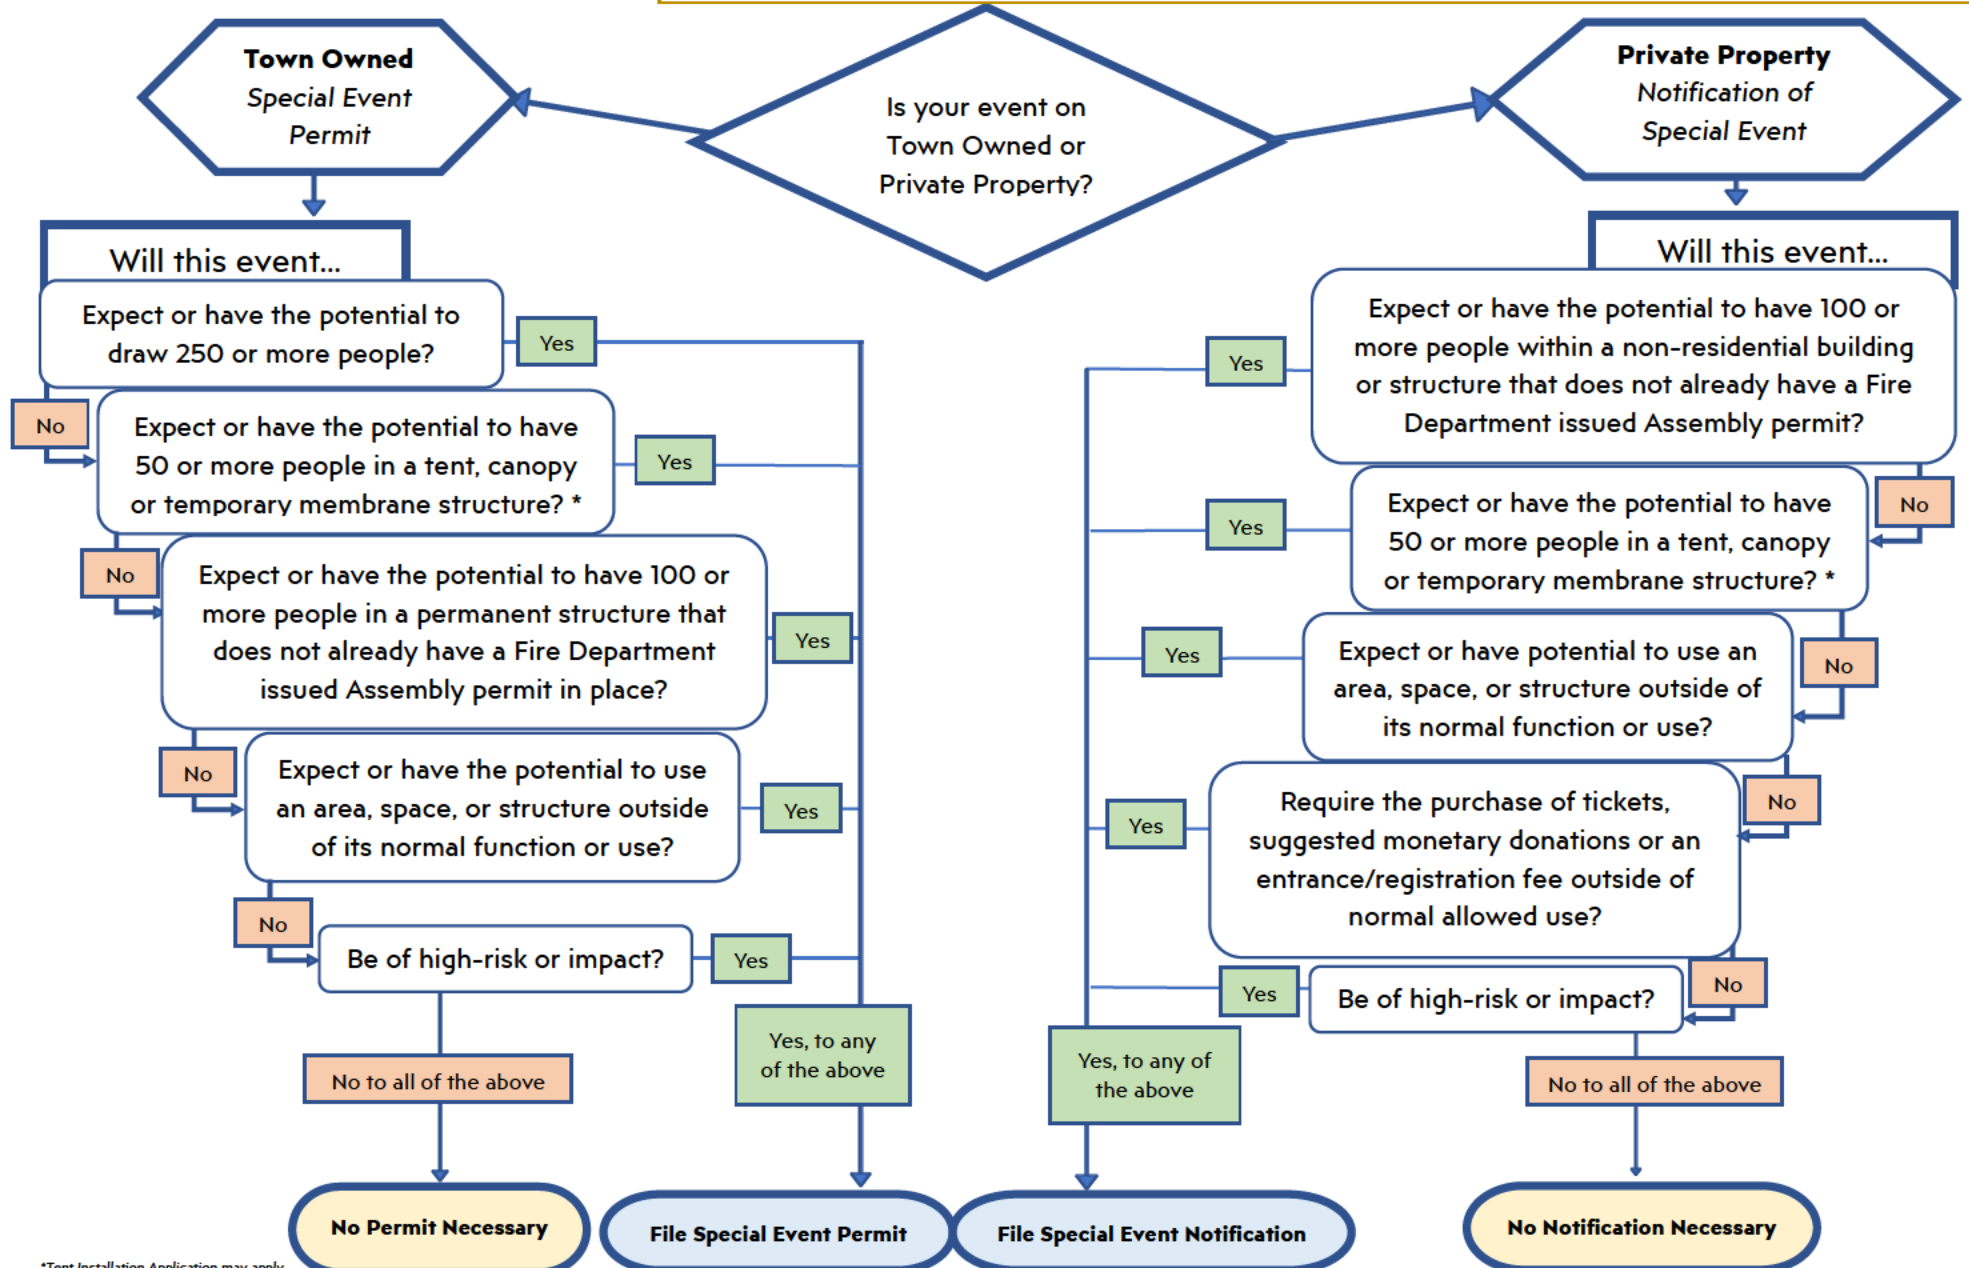 Is your event on
Town Owned or
Private Property?
Town Owned
Special Event
Permit
Will this event...
Expect or have the potential to
draw 250 or more people?
Yes
No
Expect or have the potential to have
50 or more people in a tent, canopy
or temporary membrane structure? *
Yes
No
Expect or have the potential to have 100 or
more people in a permanent structure that
does not already have a Fire Department
issued Assembly permit in place?
Yes
No
Expect or have the potential to use
an area, space, or structure outside
of its normal function or use?
Yes
No
Be of high-risk or impact?
Yes
No to all of the above
Yes, to any
of the above
No Permit Necessary
File Special Event Permit
*Tent Installation Application may apply
Private Property
Notification of
Special Event
Will this event...
Expect or have the potential to have 100 or
more people within a non-residential building
or structure that does not already have a Fire
Department issued Assembly permit?
Yes
No
Expect or have the potential to have
50 or more people in a tent, canopy
or temporary membrane structure? *
Yes
No
Expect or have potential to use an
area, space, or structure outside of
its normal function or use?
Yes
No
Require the purchase of tickets,
suggested monetary donations or an
entrance/registration fee outside of
normal allowed use?
Yes
No
Be of high-risk or impact?
Yes
Yes, to any of
the above
No to all of the above
File Special Event Notification
No Notification Necessary